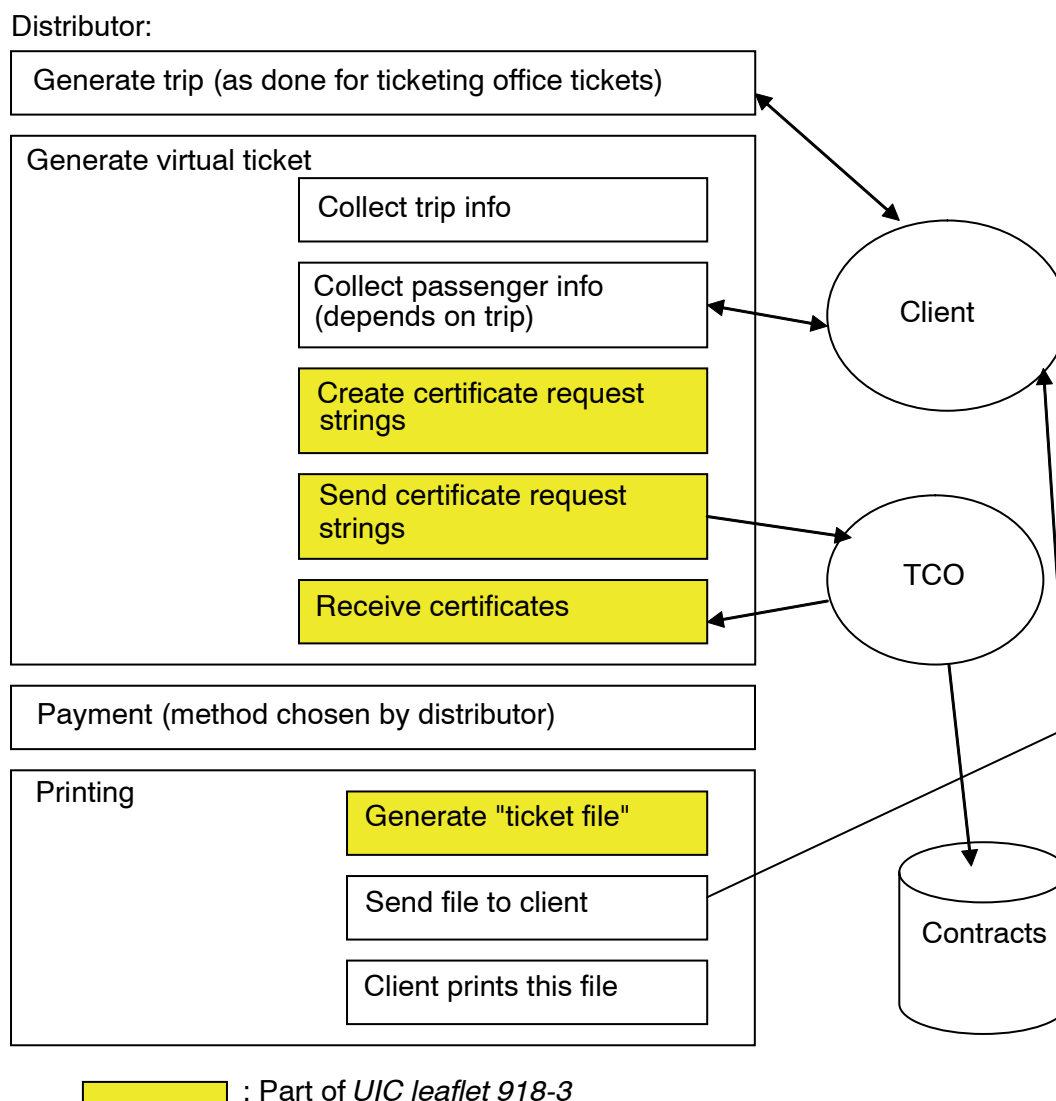 Distributor:
Generate trip (as done for ticketing office tickets)
Generate virtual ticket
Collect trip info
Collect passenger info
(depends on trip)
Client
Create certificate request
strings
Send certificate request
strings
TCO
Receive certificates
Payment (method chosen by distributor)
Printing
Generate "ticket file"
Send file to client
Contracts
Client prints this file
: Part of UIC leaflet 918-3